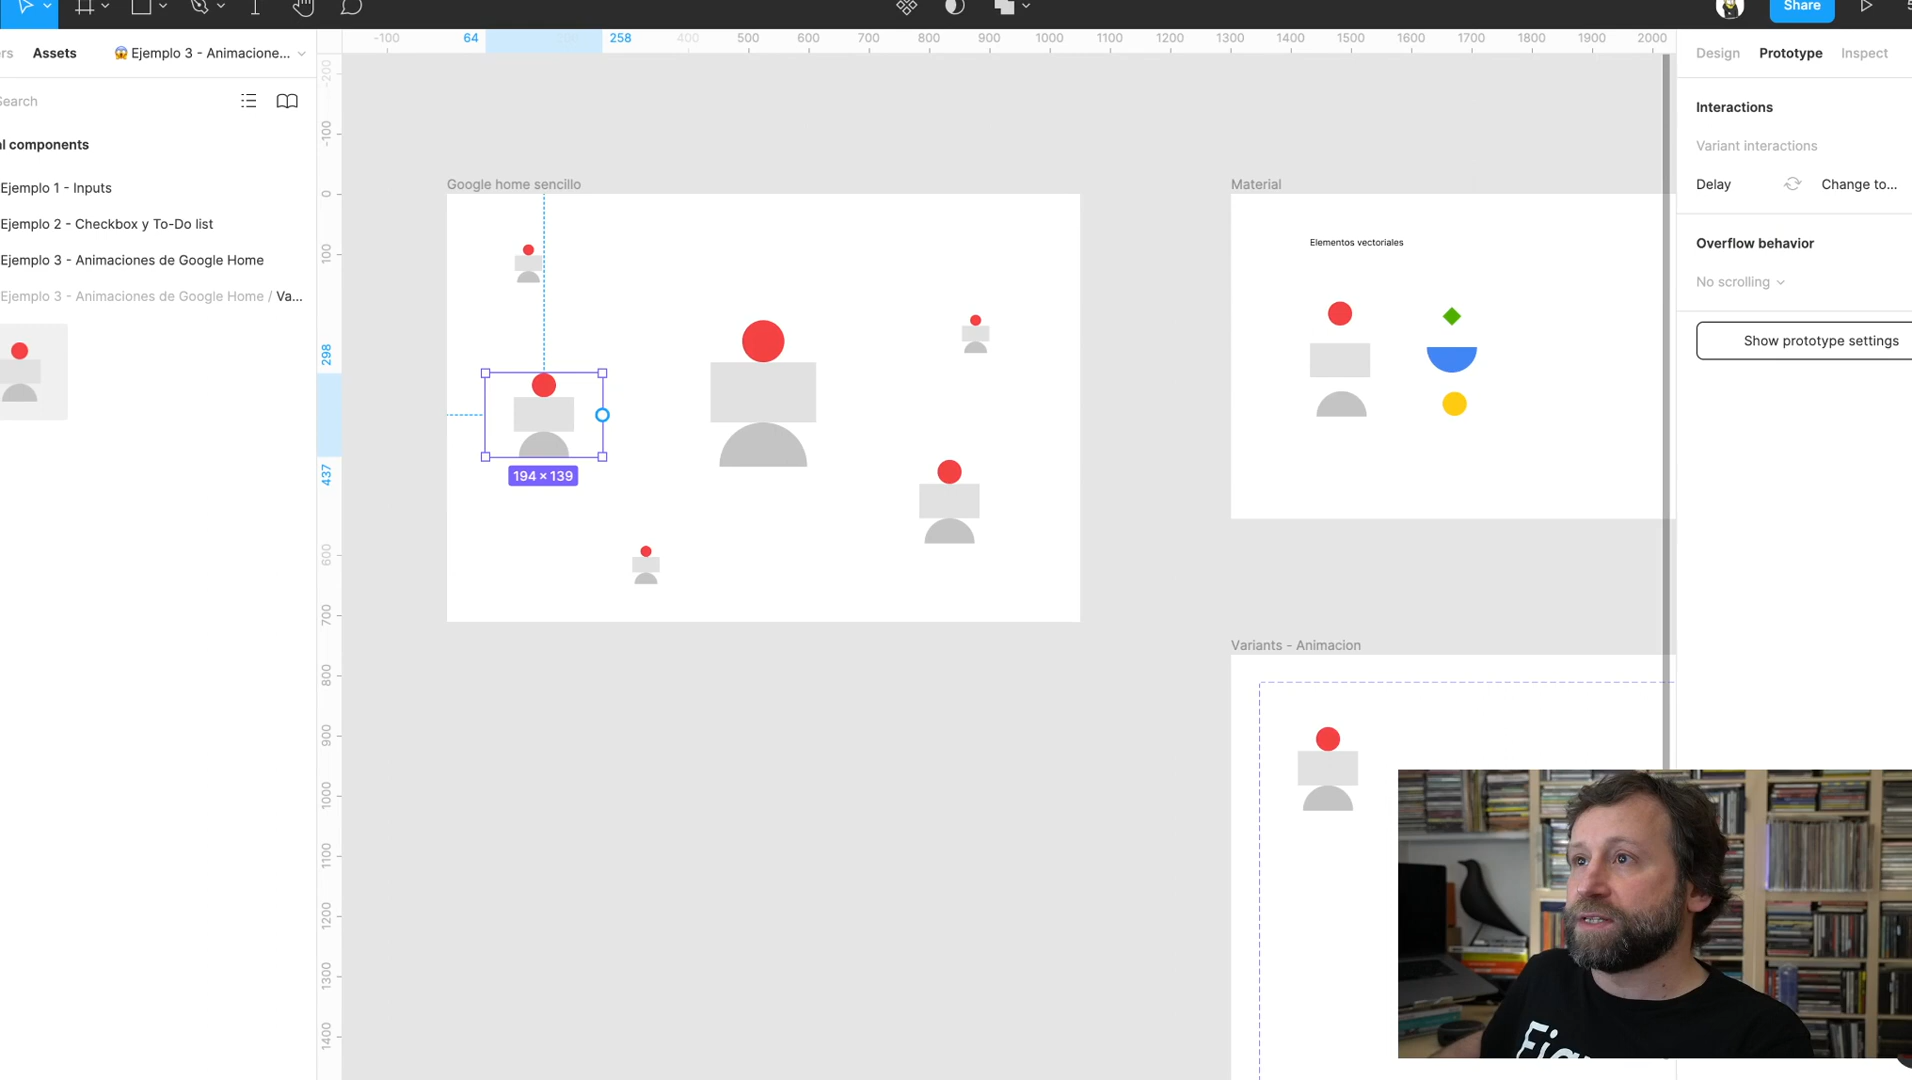 Share
Assets
😱 Ejemplo 3 - Animacione...
-100
64
258
400
500
600
700
800
900
1000
1100
1200
1300
1400
1500
1600
1700
1800
1900
2000
Design
Prototype
Inspect
Search
Interactions
al components
Variant interactions
Delay
Change to...
Ejemplo 1 - Inputs
Ejemplo 2 - Checkbox y To-Do list
Ejemplo 3 - Animaciones de Google Home
Ejemplo 3 - Animaciones de Google Home / Va...
Overflow behavior
No scrolling
Show prototype settings
-200
-100
0
100
298
437
600
700
800
900
1000
1100
1200
1300
1400
Google home sencillo
194 × 139
Material
Elementos vectoriales
Variants - Animacion